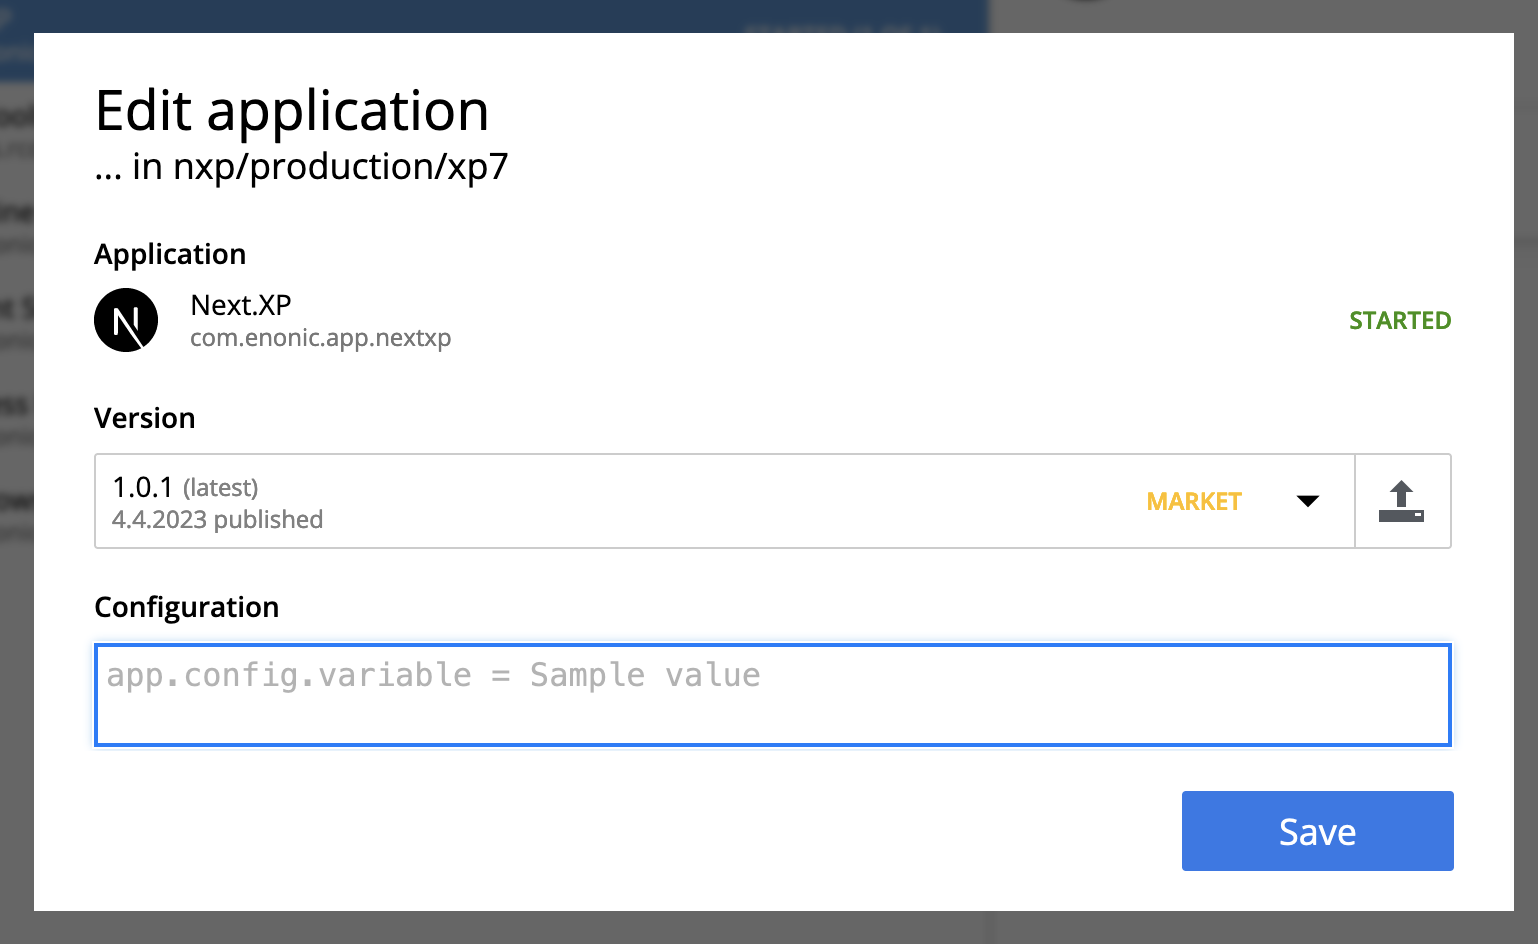 Edit application
... in nxp/production/xp7
Application
Next.XP
com.enonic.app.nextxp
STARTED
Version
1.0.1 (latest)
4.4.2023 published
MARKET
Configuration
app.config.variable = Sample value
Save